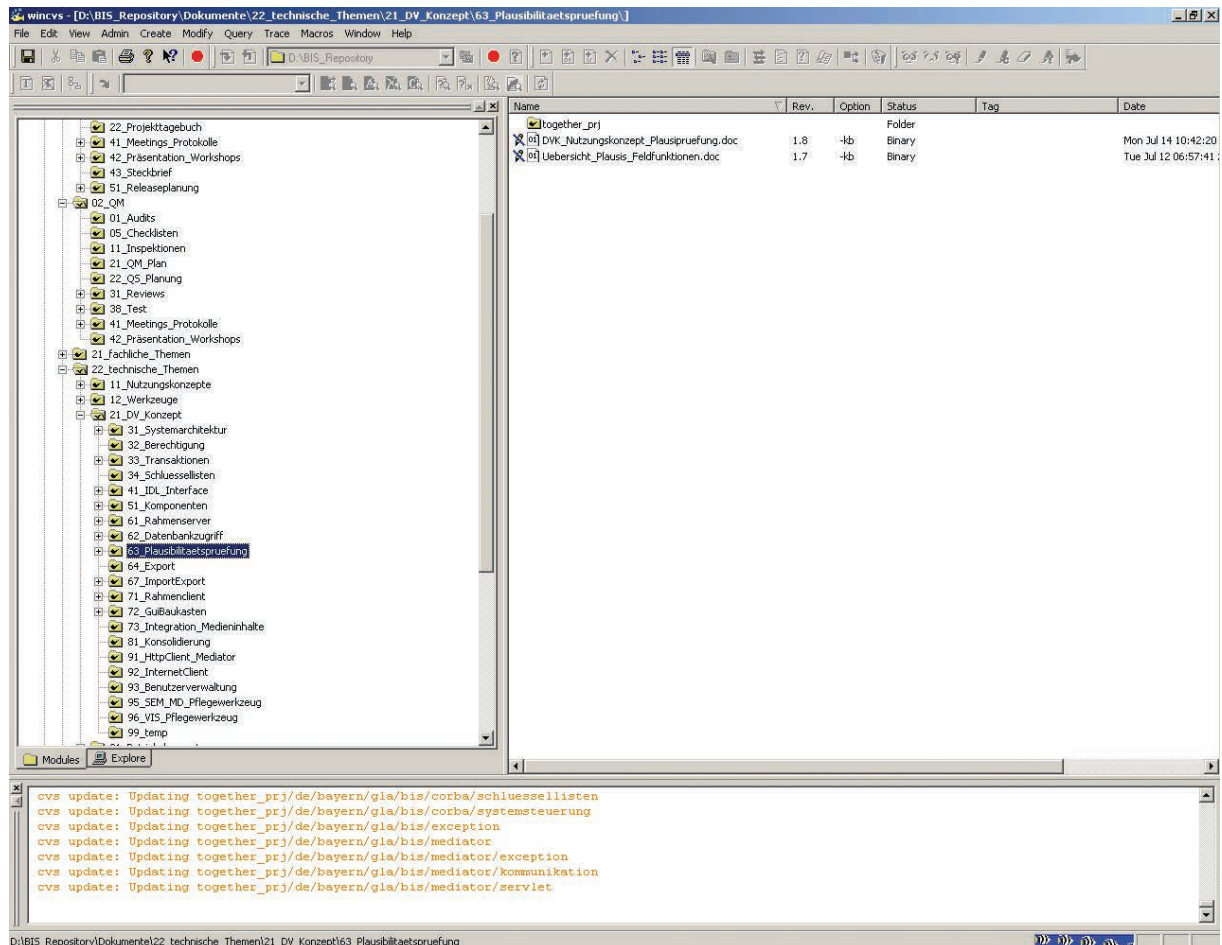 wincvs - [D:\BIS_Repository\Dokumente\22_technische_Themen\21_DV_Konzept\63_Plausibilitaetspruefung\]
File Edit View Admin Create Modify Query Trace Macros Window Help
D:\BIS_Repository
Name Rev. Option Status Tag Date
together_prj Folder
DVK_Nutzungskonzept_Plausipruefung.doc 1.8 -kb Binary Mon Jul 14 10:42:20
Uebersicht_Plausis_Feldfunktionen.doc 1.7 -kb Binary Tue Jul 12 06:57:41
22_Projekttagebuch
41_Meetings_Protokolle
42_Präsentation_Workshops
43_Steckbrief
51_Releaseplanung
02_QM
01_Audits
05_Checklisten
11_Inspektionen
21_QM_Plan
22_QS_Planung
31_Reviews
38_Test
41_Meetings_Protokolle
42_Präsentation_Workshops
21_fachliche_Themen
22_technische_Themen
11_Nutzungskonzepte
12_Werkzeuge
21_DV_Konzept
31_Systemarchitektur
32_Berechtigung
33_Transaktionen
34_Schluessellisten
41_IDL_Interface
51_Komponenten
61_Rahmenserver
62_Datenbankzugriff
63_Plausibilitaetspruefung
64_Export
67_ImportExport
71_Rahmenclient
72_GuiBaukasten
73_Integration_Medieninhalte
81_Konsolidierung
91_HttpClient_Mediator
92_InternetClient
93_Benutzerverwaltung
95_SEM_MD_Pflegewerkzeug
96_VIS_Pflegewerkzeug
99_temp
Modules Explore
cvs update: Updating together_prj/de/bayern/gla/bis/corba/schluessellisten
cvs update: Updating together_prj/de/bayern/gla/bis/corba/systemsteuerung
cvs update: Updating together_prj/de/bayern/gla/bis/exception
cvs update: Updating together_prj/de/bayern/gla/bis/mediator
cvs update: Updating together_prj/de/bayern/gla/bis/mediator/exception
cvs update: Updating together_prj/de/bayern/gla/bis/mediator/kommunikation
cvs update: Updating together_prj/de/bayern/gla/bis/mediator/servlet
D:\BIS_Repository\Dokumente\22_technische_Themen\21_DV_Konzept\63_Plausibilitaetspruefung